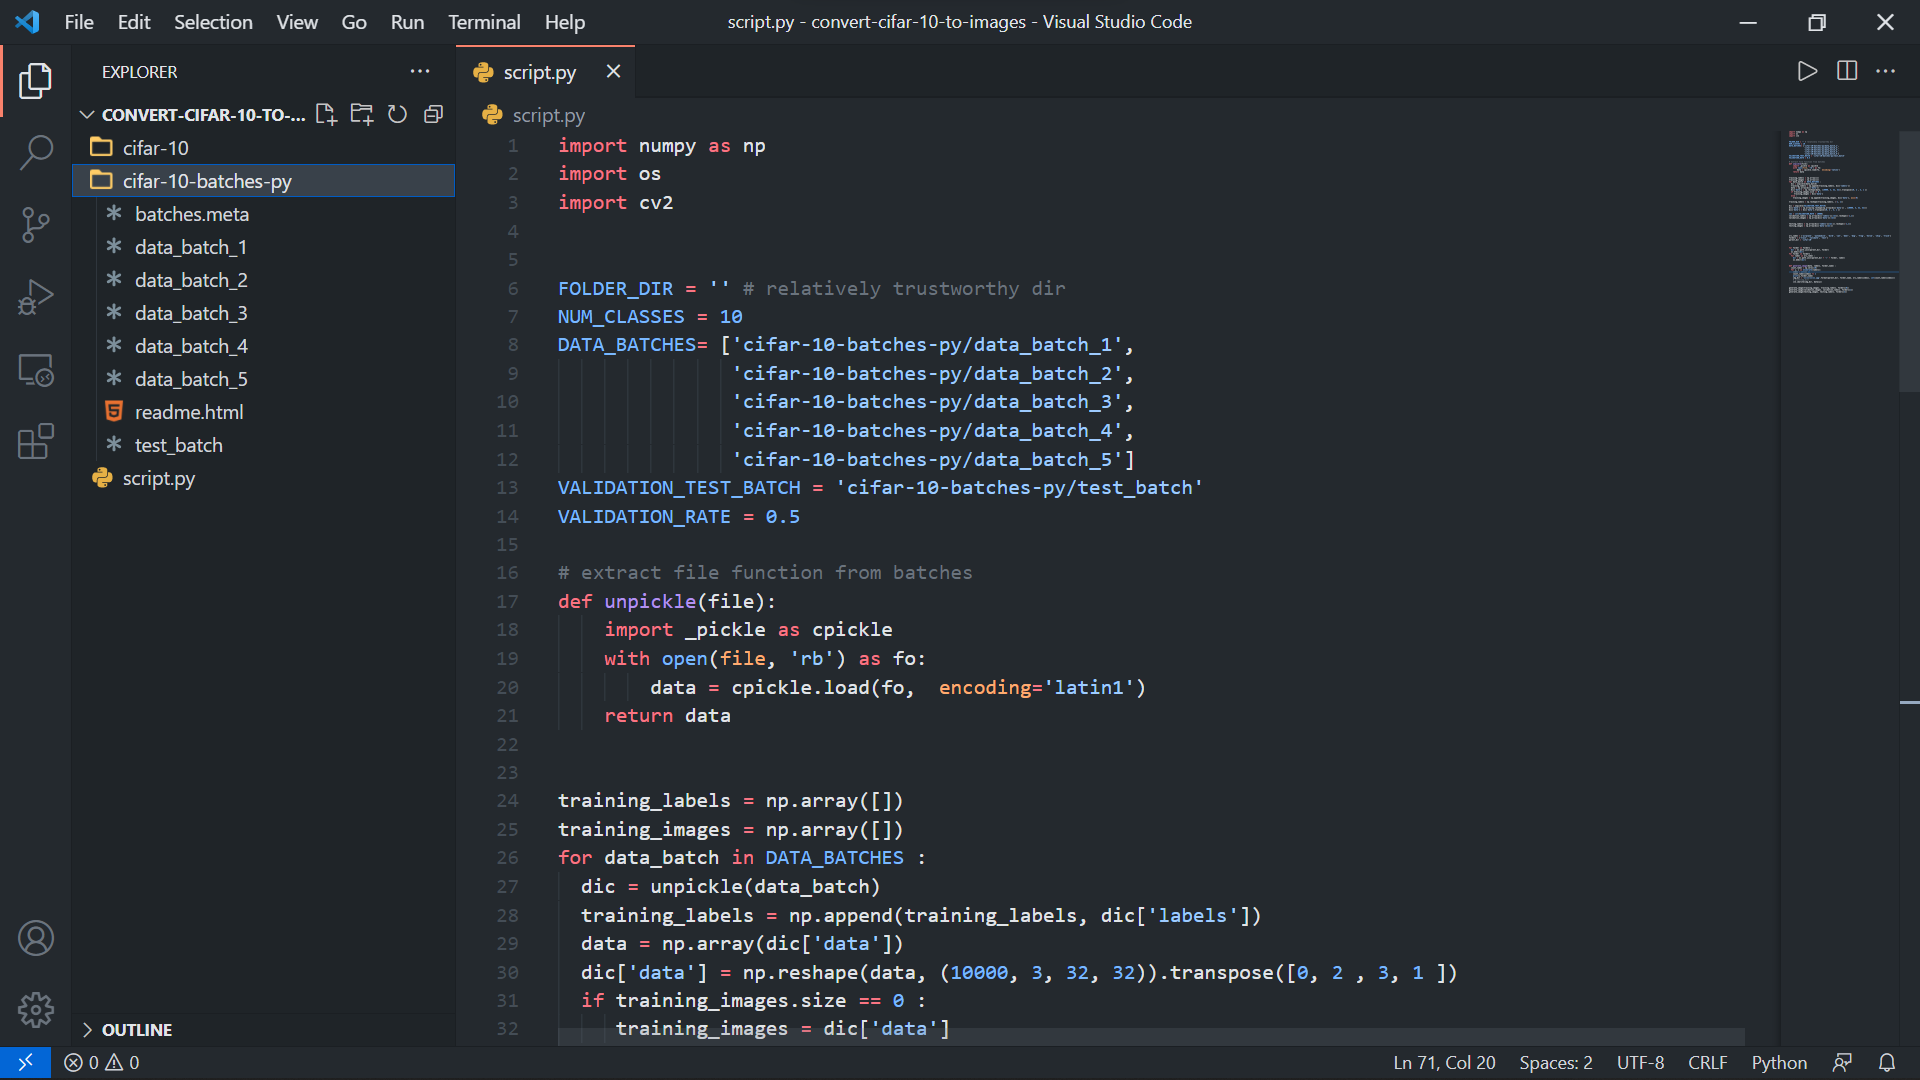 File Edit Selection View Go Run Terminal Help
script.py - convert-cifar-10-to-images - Visual Studio Code
EXPLORER
CONVERT-CIFAR-10-TO-...
cifar-10
cifar-10-batches-py
batches.meta
data_batch_1
data_batch_2
data_batch_3
data_batch_4
data_batch_5
readme.html
test_batch
script.py
OUTLINE
script.py
script.py
1 import numpy as np
2 import os
3 import cv2
4
5
6 FOLDER_DIR = '' # relatively trustworthy dir
7 NUM_CLASSES = 10
8 DATA_BATCHES= ['cifar-10-batches-py/data_batch_1',
9 'cifar-10-batches-py/data_batch_2',
10 'cifar-10-batches-py/data_batch_3',
11 'cifar-10-batches-py/data_batch_4',
12 'cifar-10-batches-py/data_batch_5']
13 VALIDATION_TEST_BATCH = 'cifar-10-batches-py/test_batch'
14 VALIDATION_RATE = 0.5
15
16 # extract file function from batches
17 def unpickle(file):
18 import _pickle as cpickle
19 with open(file, 'rb') as fo:
20 data = cpickle.load(fo,  encoding='latin1')
21 return data
22
23
24 training_labels = np.array([])
25 training_images = np.array([])
26 for data_batch in DATA_BATCHES :
27 dic = unpickle(data_batch)
28 training_labels = np.append(training_labels, dic['labels'])
29 data = np.array(dic['data'])
30 dic['data'] = np.reshape(data, (10000, 3, 32, 32)).transpose([0, 2 , 3, 1 ])
31 if training_images.size == 0 :
32 training_images = dic['data']
0 0
Ln 71, Col 20 Spaces: 2 UTF-8 CRLF Python